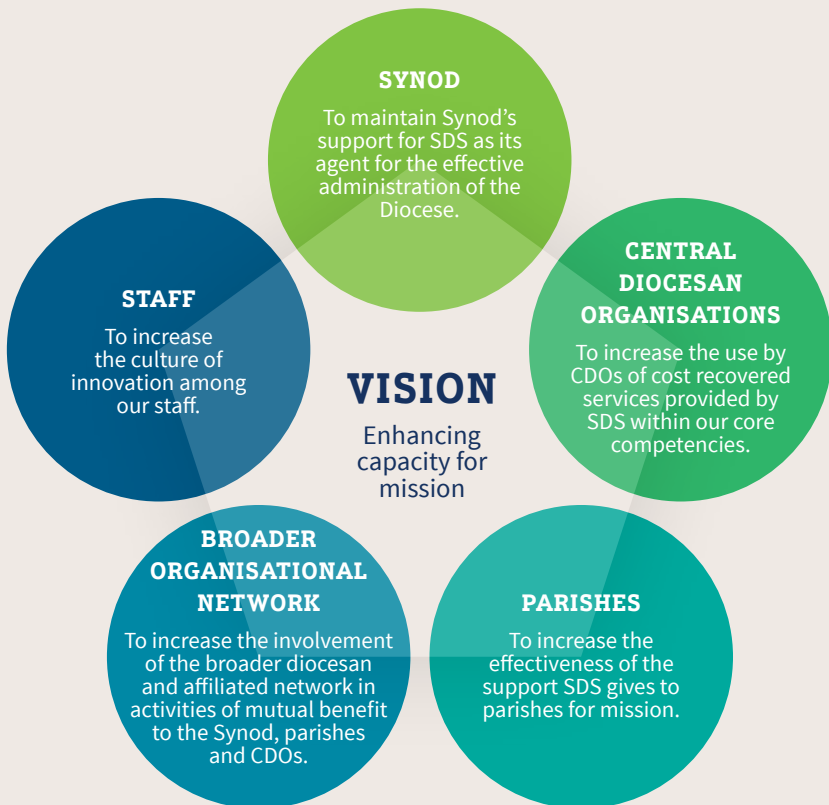 SYNOD
To maintain Synod’s
support for SDS as its
agent for the effective
administration of the
Diocese.
CENTRAL
DIOCESAN
ORGANISATIONS
To increase the use by
CDOs of cost recovered
services provided by
SDS within our core
competencies.
STAFF
To increase
the culture of
innovation among
our staff.
VISION
Enhancing
capacity for
mission
BROADER
ORGANISATIONAL
NETWORK
To increase the involvement
of the broader diocesan
and affiliated network in
activities of mutual benefit
to the Synod, parishes
and CDOs.
PARISHES
To increase the
effectiveness of the
support SDS gives to
parishes for mission.